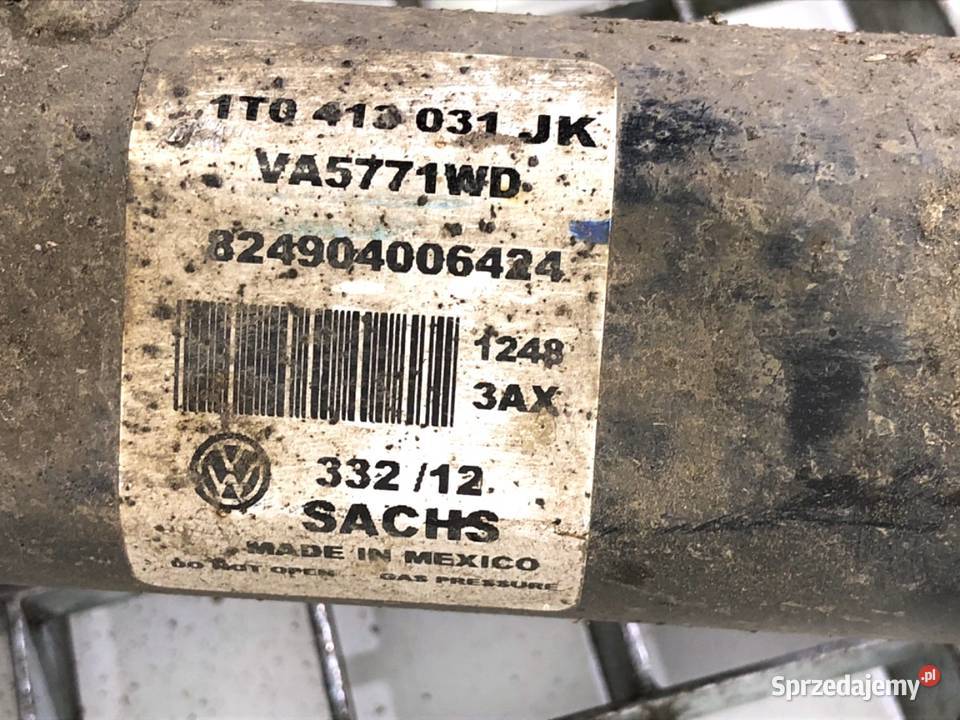 1T0 413 031 JK
VA5771WD
824904006424
1248
3AX
332 /12
SACHS
MADE IN MEXICO
DO NOT OPEN GAS PRESSURE
Sprzedajemy.pl